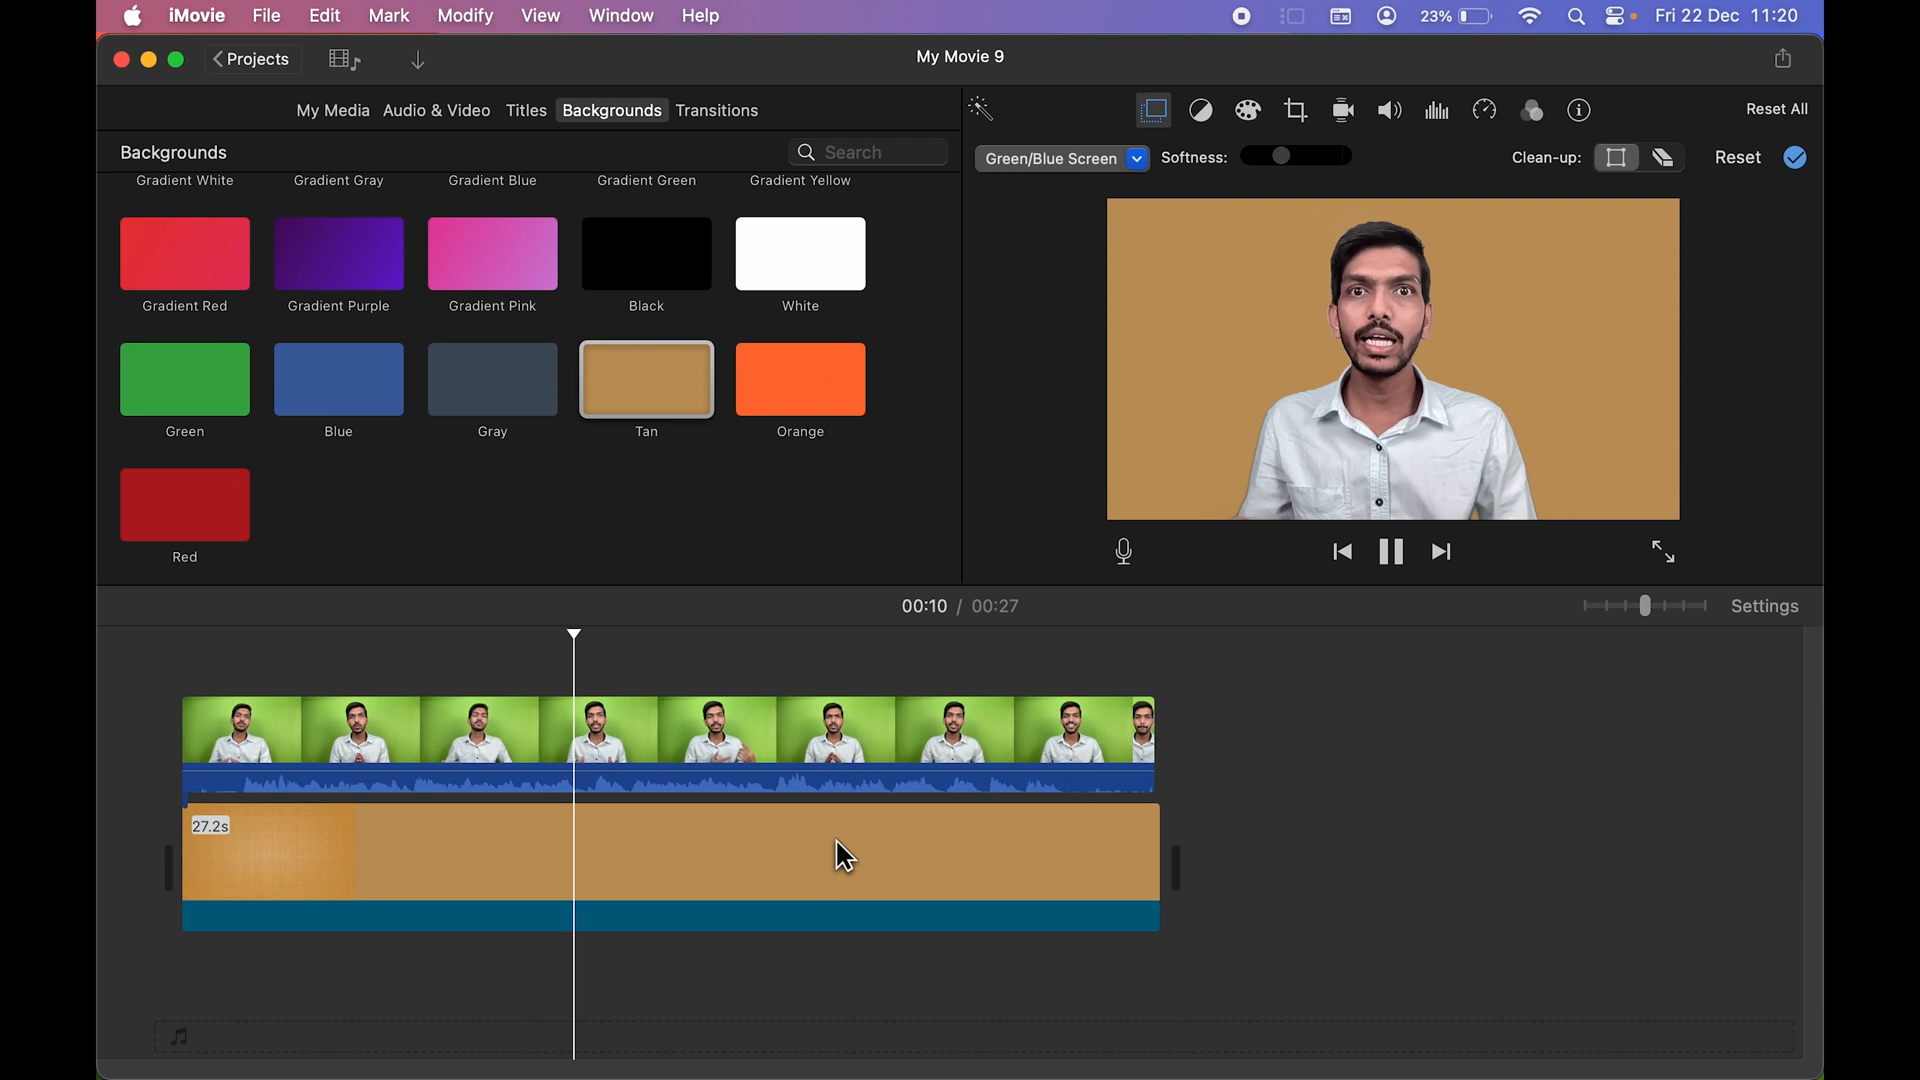 iMovie File Edit Mark Modify View Window Help 23% Fri 22 Dec 11:20
Projects My Movie 9
My Media Audio & Video Titles Backgrounds Transitions Reset All
Backgrounds Search Green/Blue Screen Softness: Clean-up: Reset
Gradient White Gradient Gray Gradient Blue Gradient Green Gradient Yellow
Gradient Red Gradient Purple Gradient Pink Black White
Green Blue Gray Tan Orange
Red
00:10 / 00:27 Settings
27.2s